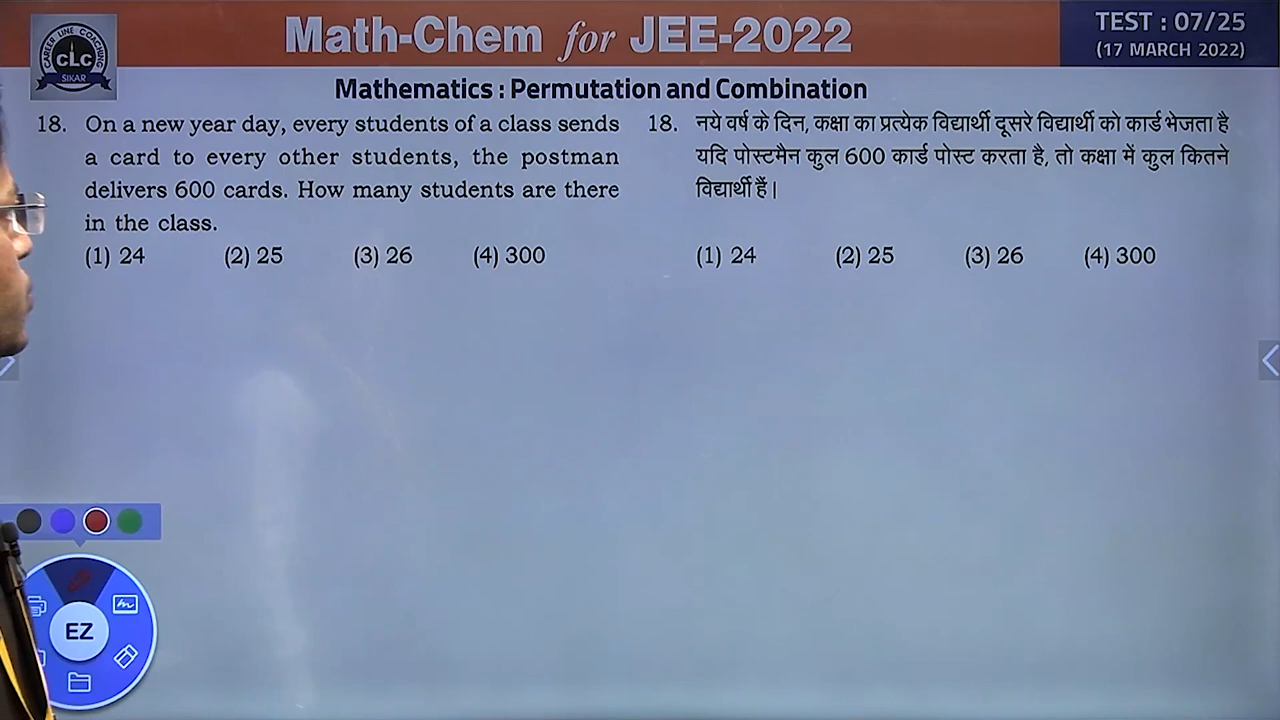 CAREER LINE COACHING
CLC
SIKAR
Math-Chem for JEE-2022
TEST : 07/25
(17 MARCH 2022)
Mathematics : Permutation and Combination
18. On a new year day, every students of a class sends
a card to every other students, the postman
delivers 600 cards. How many students are there
in the class.
(1) 24 (2) 25 (3) 26 (4) 300
18. नये वर्ष के दिन, कक्षा का प्रत्येक विद्यार्थी दूसरे विद्यार्थी को कार्ड भेजता है
यदि पोस्टमैन कुल 600 कार्ड पोस्ट करता है, तो कक्षा में कुल कितने
विद्यार्थी हैं।
(1) 24 (2) 25 (3) 26 (4) 300
EZ